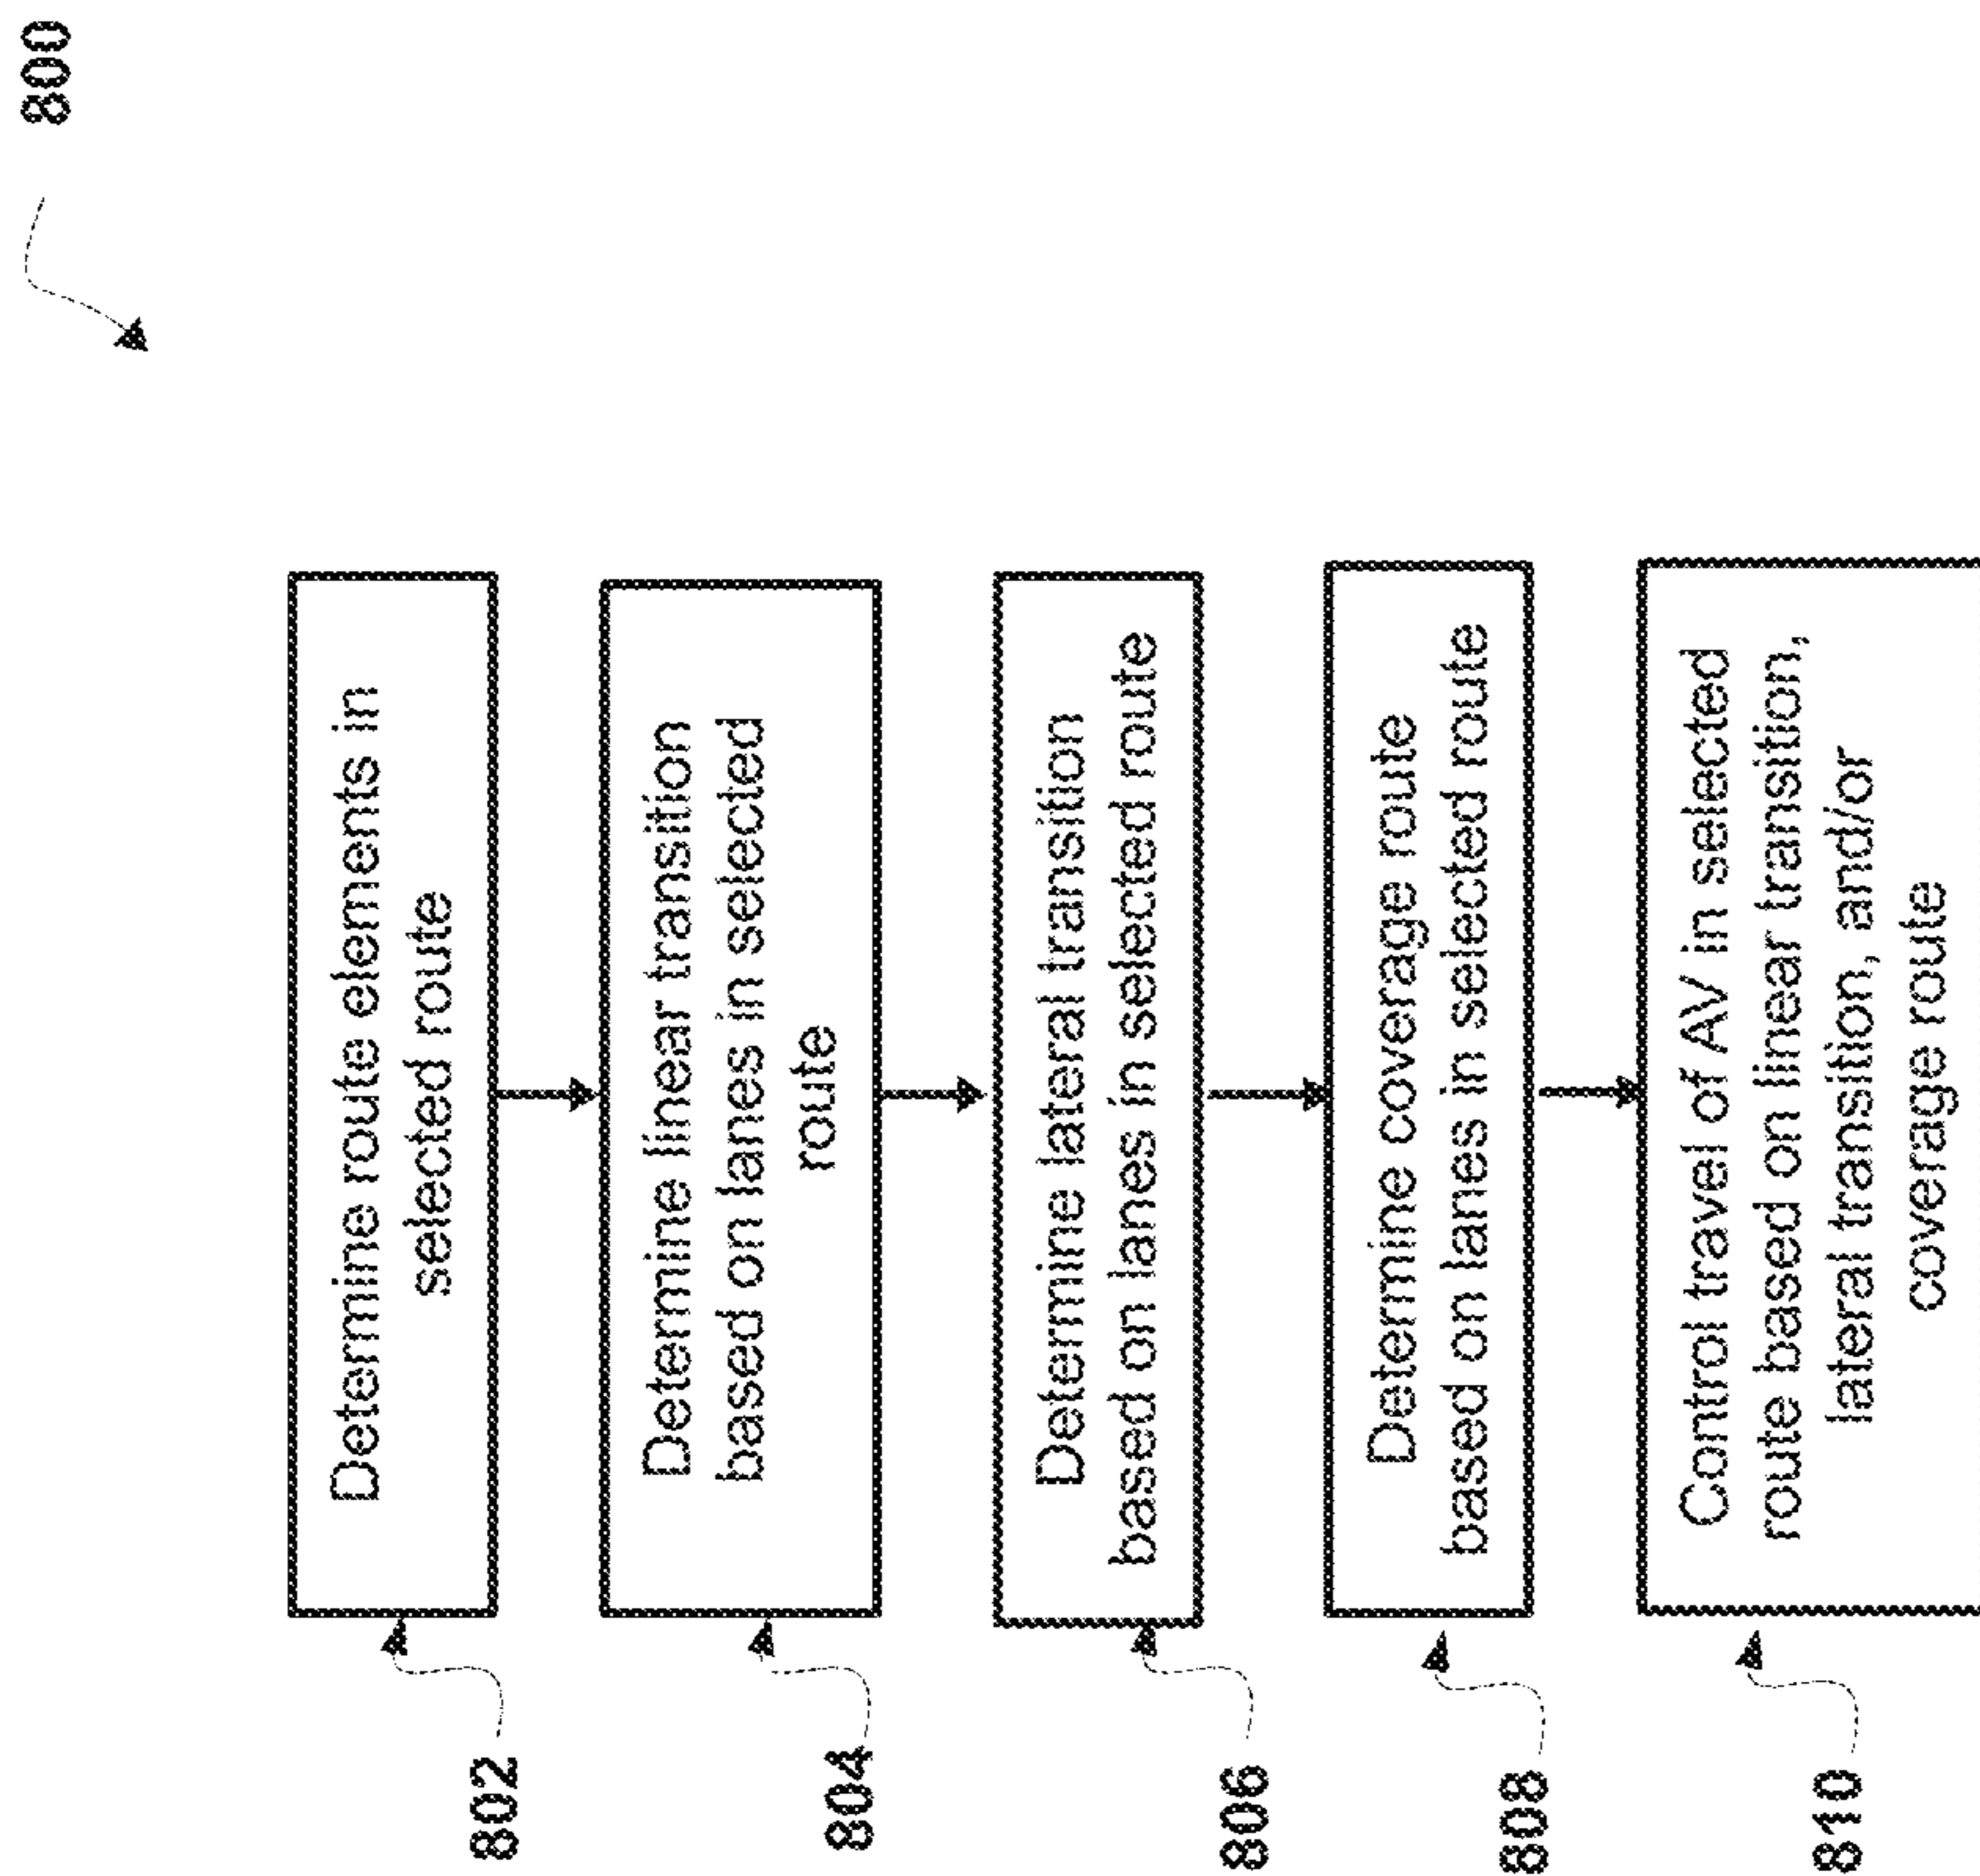 800
802
Determine route elements in
selected route
804
Determine linear transition
based on lanes in selected
route
806
Determine lateral transition
based on lanes in selected route
808
Determine coverage route
based on lanes in selected route
810
Control travel of AV in selected
route based on linear transition,
lateral transition, and/or
coverage route